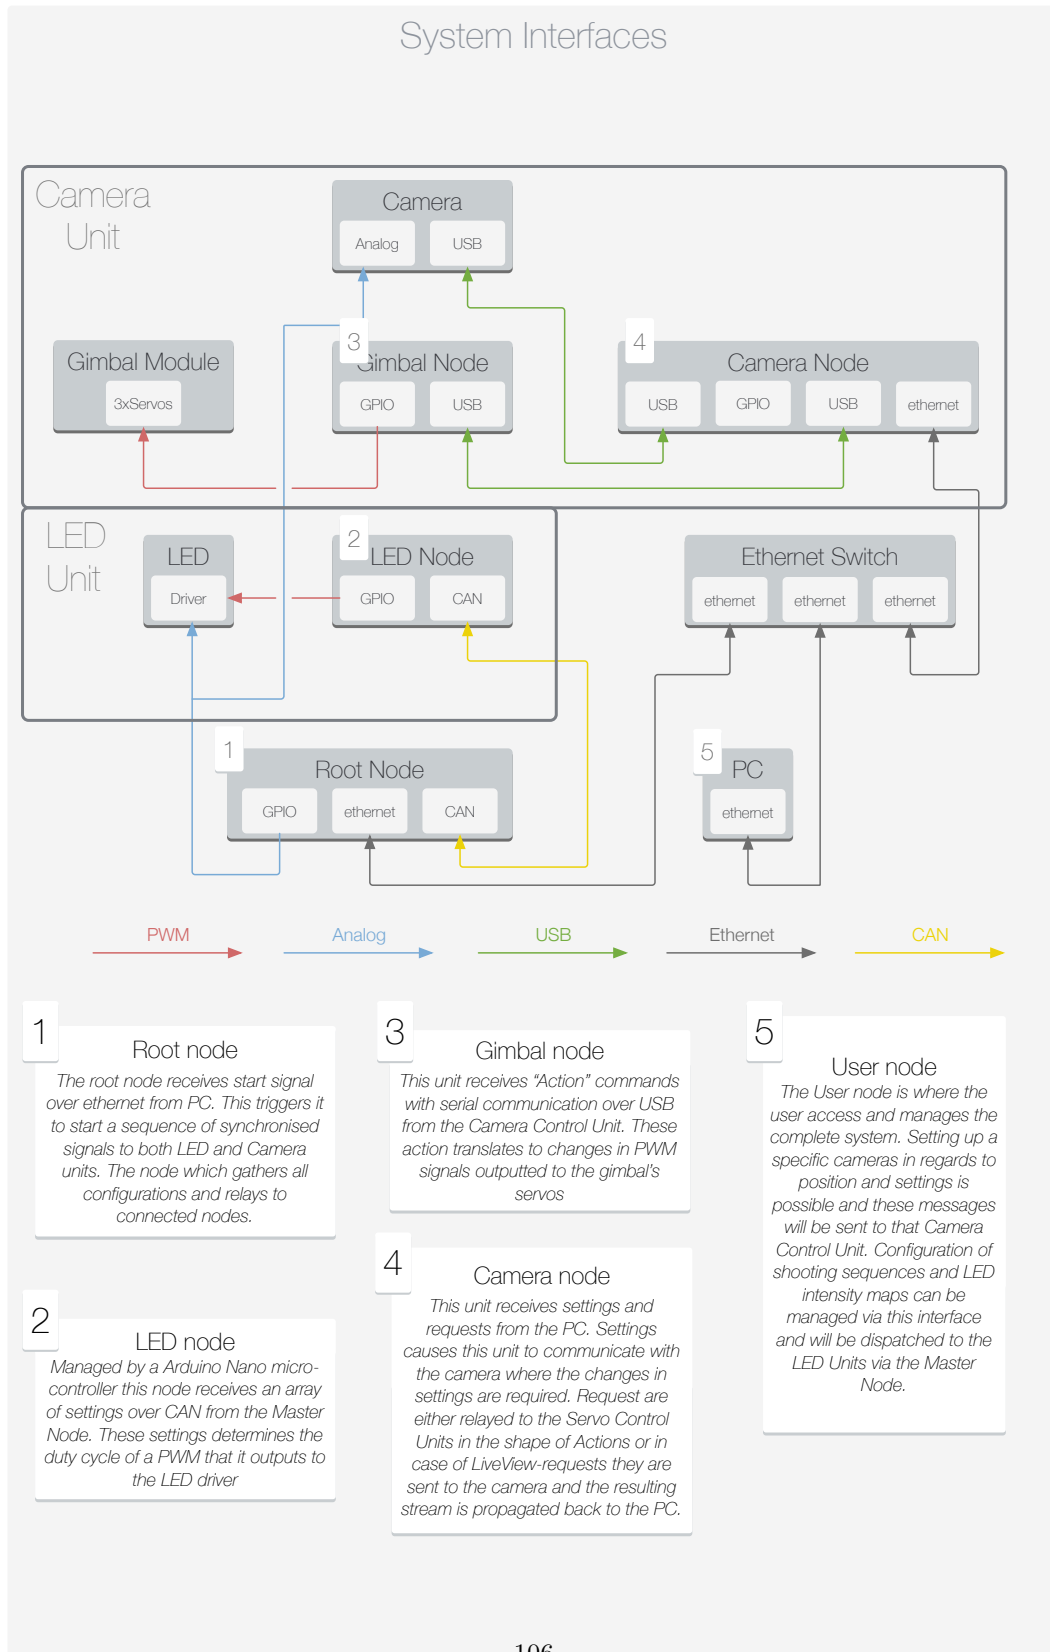 System Interfaces
Camera
Unit
Camera
Analog
USB
3
4
Gimbal Module
3xServos
Gimbal Node
GPIO
USB
Camera Node
USB
GPIO
USB
ethernet
LED
Unit
LED
Driver
2
LED Node
GPIO
CAN
Ethernet Switch
ethernet
ethernet
ethernet
1
Root Node
GPIO
ethernet
CAN
5
PC
ethernet
PWM
Analog
USB
Ethernet
CAN
1
Root node
The root node receives start signal
over ethernet from PC. This triggers it
to start a sequence of synchronised
signals to both LED and Camera
units. The node which gathers all
configurations and relays to
connected nodes.
2
LED node
Managed by a Arduino Nano micro-
controller this node receives an array
of settings over CAN from the Master
Node. These settings determines the
duty cycle of a PWM that it outputs to
the LED driver
3
Gimbal node
This unit receives “Action” commands
with serial communication over USB
from the Camera Control Unit. These
action translates to changes in PWM
signals outputted to the gimbal's
servos
4
Camera node
This unit receives settings and
requests from the PC. Settings
causes this unit to communicate with
the camera where the changes in
settings are required. Request are
either relayed to the Servo Control
Units in the shape of Actions or in
case of LiveView-requests they are
sent to the camera and the resulting
stream is propagated back to the PC.
5
User node
The User node is where the
user access and manages the
complete system. Setting up a
specific cameras in regards to
position and settings is
possible and these messages
will be sent to that Camera
Control Unit. Configuration of
shooting sequences and LED
intensity maps can be
managed via this interface
and will be dispatched to the
LED Units via the Master
Node.
106